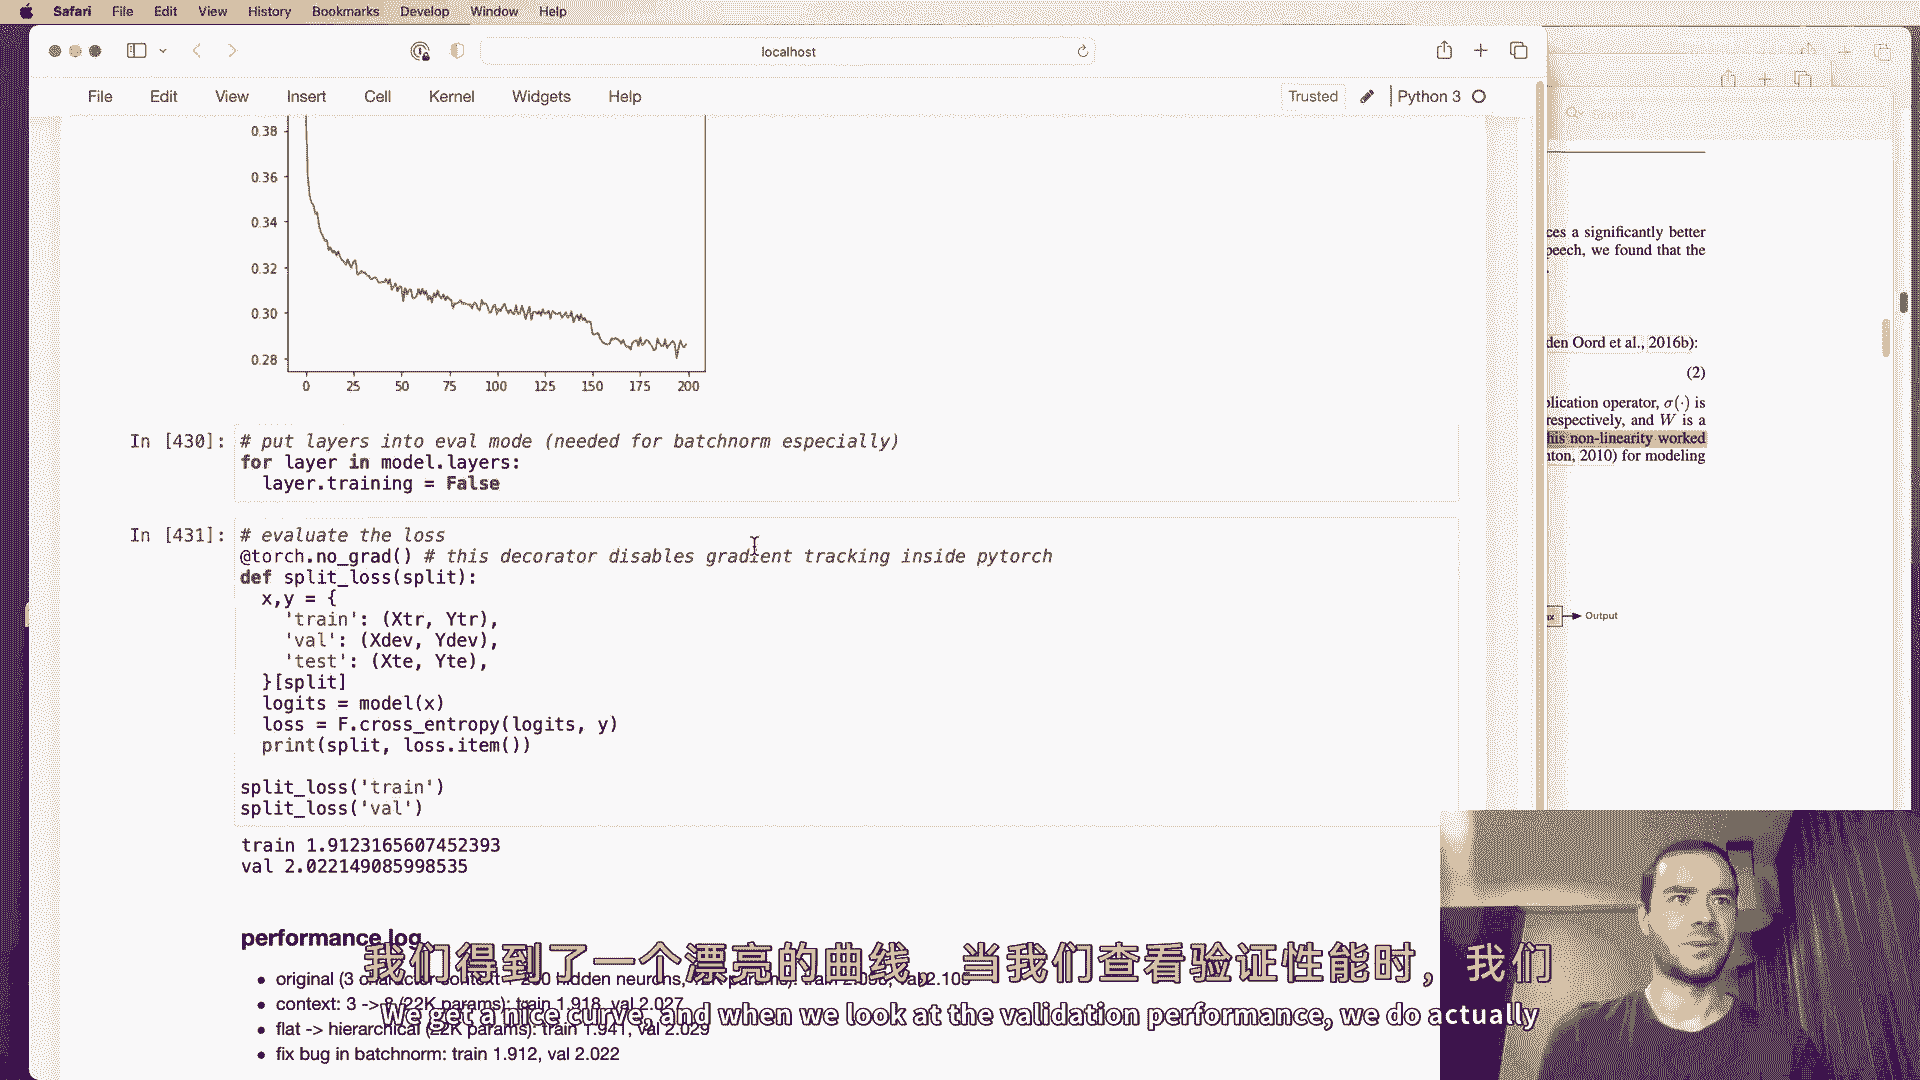 Safari File Edit View History Bookmarks Develop Window Help
localhost
File Edit View Insert Cell Kernel Widgets Help
Trusted Python 3
0.38
0.36
0.34
0.32
0.30
0.28
0 25 50 75 100 125 150 175 200
In [430]: # put layers into eval mode (needed for batchnorm especially)
for layer in model.layers:
  layer.training = False
In [431]: # evaluate the loss
@torch.no_grad() # this decorator disables gradient tracking inside pytorch
def split_loss(split):
  x,y = {
    'train': (Xtr, Ytr),
    'val': (Xdev, Ydev),
    'test': (Xte, Yte),
  }[split]
  logits = model(x)
  loss = F.cross_entropy(logits, y)
  print(split, loss.item())
split_loss('train')
split_loss('val')
train 1.9123165607452393
val 2.022149085998535
performance log
original (3 character context + 200 hidden neurons, 12K params): train 2.058, val 2.105
context: 3 -> 8 (22K params): train 1.918, val 2.027
flat -> hierarchical (22K params): train 1.941, val 2.029
fix bug in batchnorm: train 1.912, val 2.022
我们得到了一个漂亮的曲线，当我们查看验证性能时，我们
We get a nice curve, and when we look at the validation performance, we do actually
Search
ces a significantly better
peech, we found that the
den Oord et al., 2016b):
(2)
plication operator, σ(·) is
respectively, and W is a
his non-linearity worked
nton, 2010) for modeling
Output